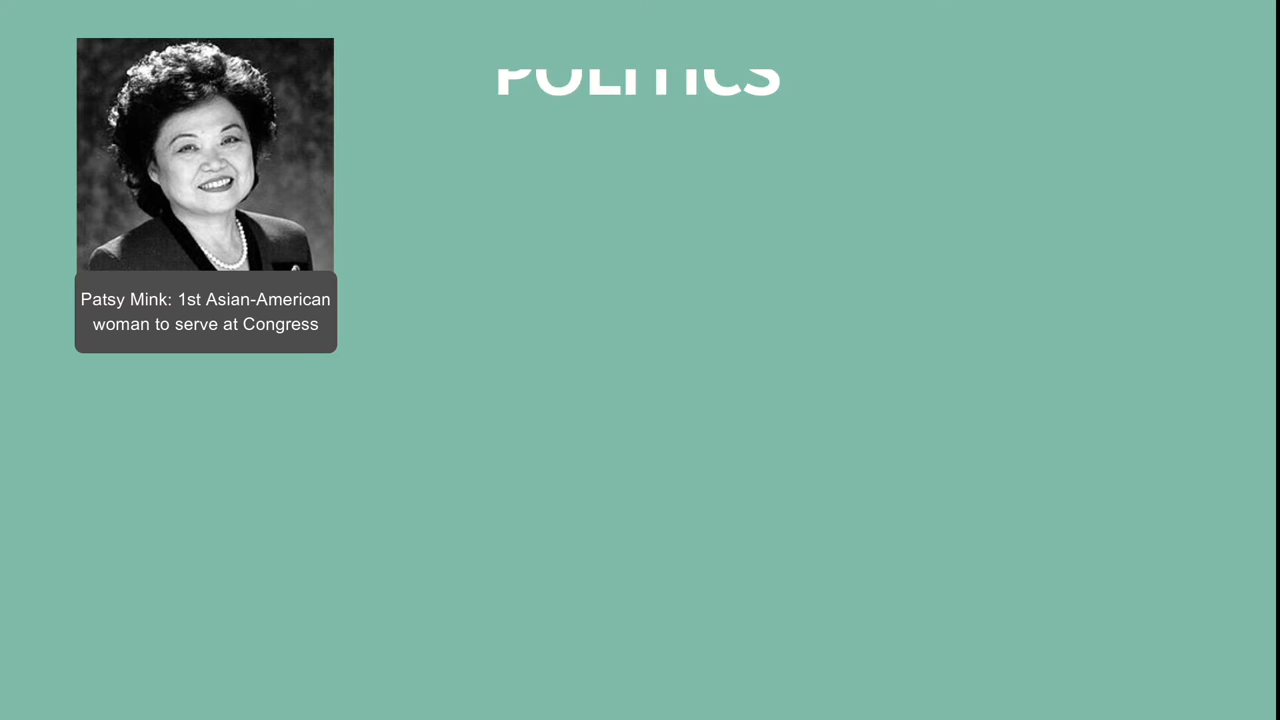 POLITICS
Patsy Mink: 1st Asian-American
woman to serve at Congress